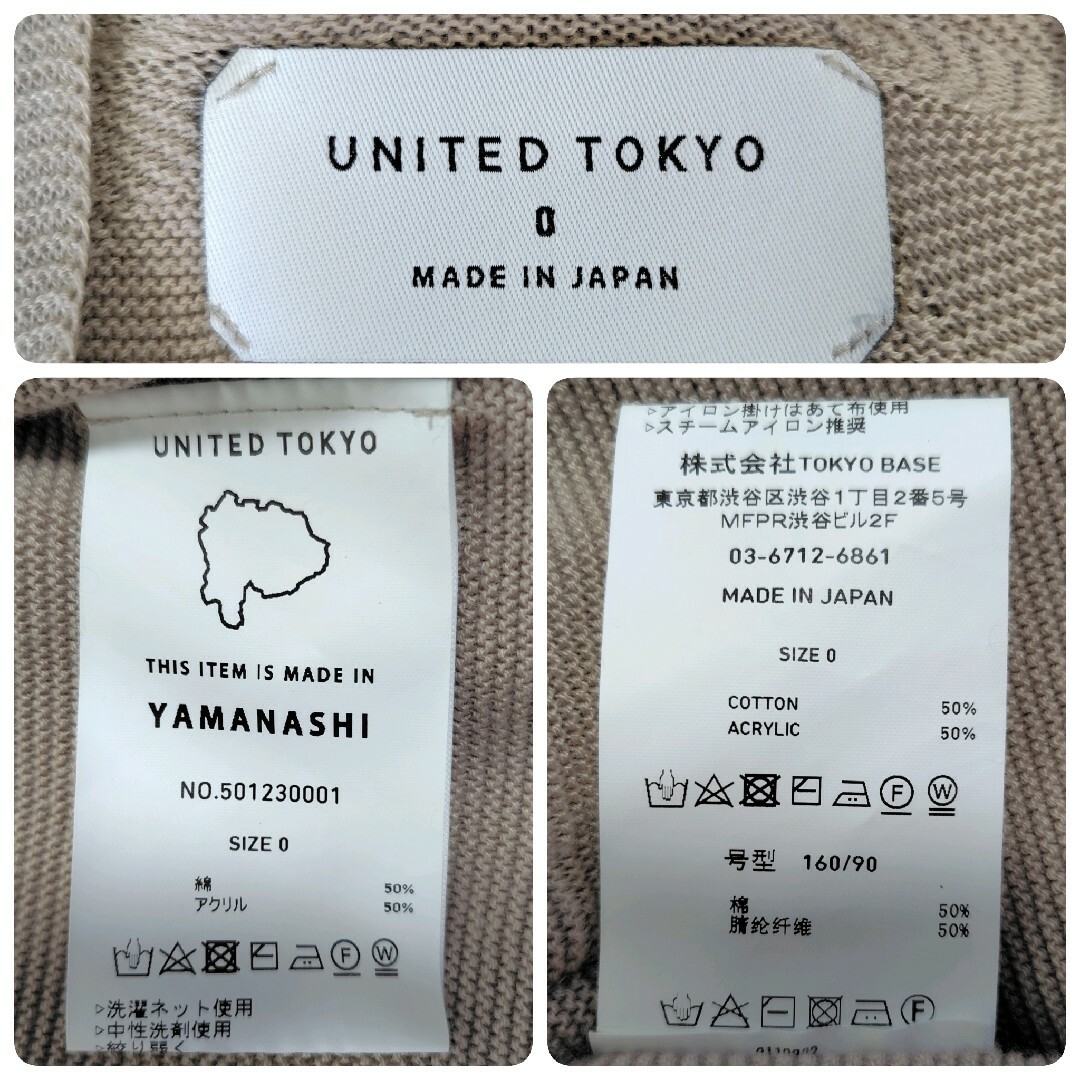 UNITED TOKYO
0
MADE IN JAPAN
UNITED TOKYO
THIS ITEM IS MADE IN
YAMANASHI
NO.501230001
SIZE 0
綿 50%
アクリル 50%
F W
▷洗濯ネット使用
▷中性洗剤使用
▷絞り弱く
▷アイロン掛けはあて布使用
▷スチームアイロン推奨
株式会社TOKYO BASE
東京都渋谷区渋谷1丁目2番5号
MFPR渋谷ビル2F
03-6712-6861
MADE IN JAPAN
SIZE 0
COTTON 50%
ACRYLIC 50%
F W
号型 160/90
棉 50%
腈纶纤维 50%
F